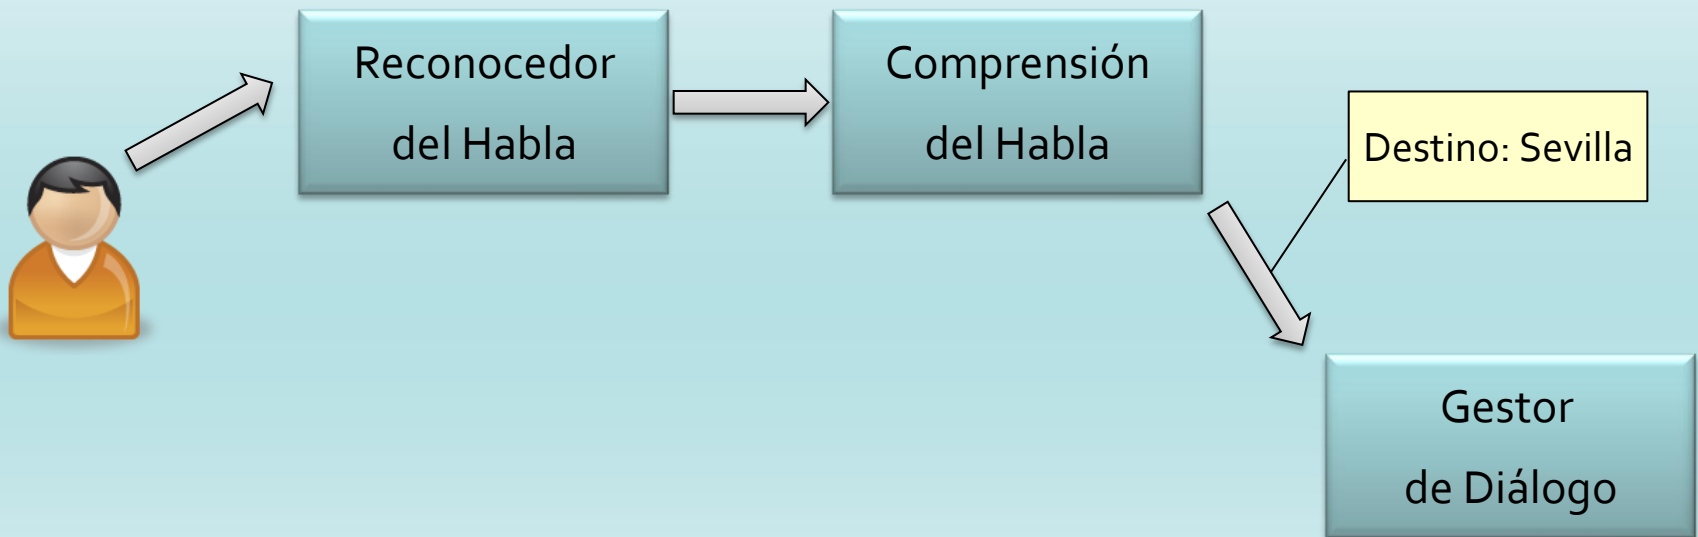 Reconocedor
del Habla
Comprensión
del Habla
Destino: Sevilla
Gestor
de Diálogo